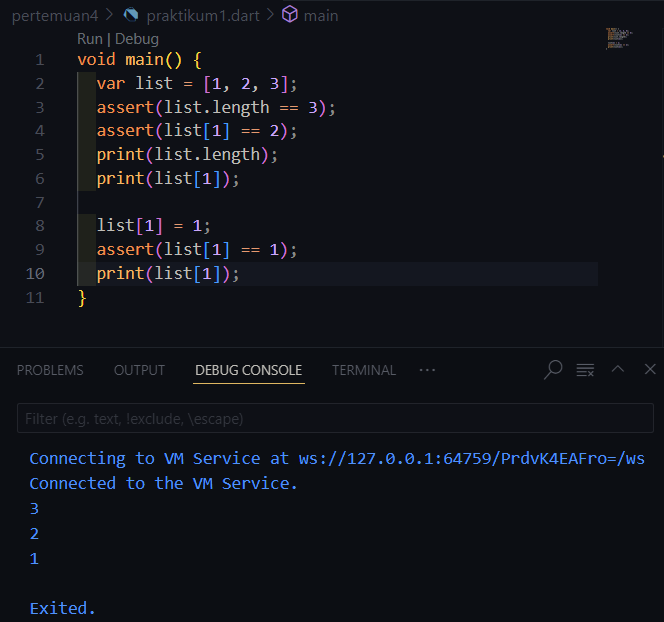 pertemuan4 > praktikum1.dart > main
Run | Debug
1 void main() {
2 var list = [1, 2, 3];
3 assert(list.length == 3);
4 assert(list[1] == 2);
5 print(list.length);
6 print(list[1]);
7
8 list[1] = 1;
9 assert(list[1] == 1);
10 print(list[1]);
11 }
PROBLEMS OUTPUT DEBUG CONSOLE TERMINAL ...
Filter (e.g. text, !exclude, \escape)
Connecting to VM Service at ws://127.0.0.1:64759/PrdvK4EAFro=/ws
Connected to the VM Service.
3
2
1
Exited.